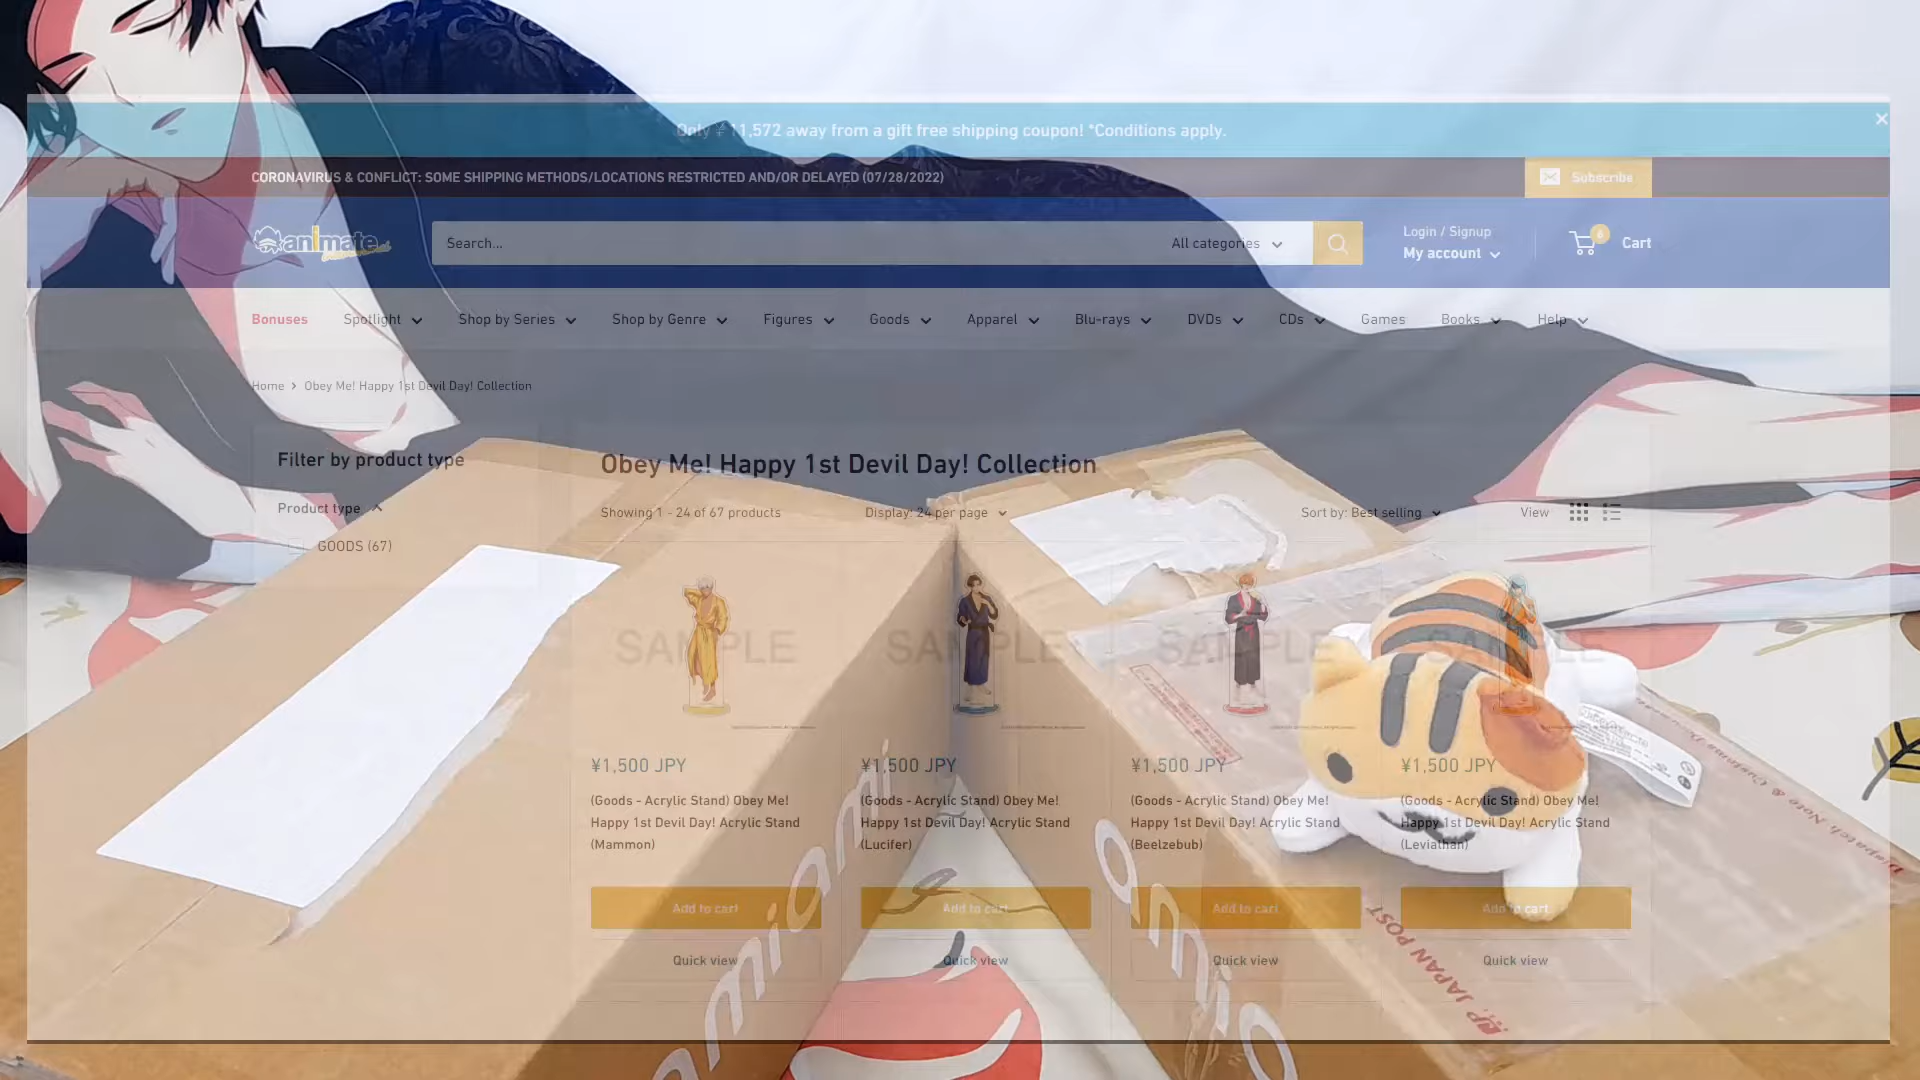 Only ¥ 11,572 away from a gift free shipping coupon! *Conditions apply.
CORONAVIRUS & CONFLICT: SOME SHIPPING METHODS/LOCATIONS RESTRICTED AND/OR DELAYED (07/28/2022)
Subscribe
animate
Search...
All categories
Login / Signup
My account
6
Cart
Bonuses Spotlight Shop by Series Shop by Genre Figures Goods Apparel Blu-rays DVDs CDs Games Books Help
Home > Obey Me! Happy 1st Devil Day! Collection
Filter by product type
Product type
GOODS (67)
Obey Me! Happy 1st Devil Day! Collection
Showing 1 - 24 of 67 products
Display: 24 per page
Sort by: Best selling
View
SAMPLE SAMPLE SAMPLE SAMPLE
¥1,500 JPY
(Goods - Acrylic Stand) Obey Me!
Happy 1st Devil Day! Acrylic Stand
(Mammon)
Add to cart
Quick view
¥1,500 JPY
(Goods - Acrylic Stand) Obey Me!
Happy 1st Devil Day! Acrylic Stand
(Lucifer)
Add to cart
Quick view
¥1,500 JPY
(Goods - Acrylic Stand) Obey Me!
Happy 1st Devil Day! Acrylic Stand
(Beelzebub)
Add to cart
Quick view
¥1,500 JPY
(Goods - Acrylic Stand) Obey Me!
Happy 1st Devil Day! Acrylic Stand
(Leviathan)
Add to cart
Quick view
JAPAN POST
Dispatch Note &